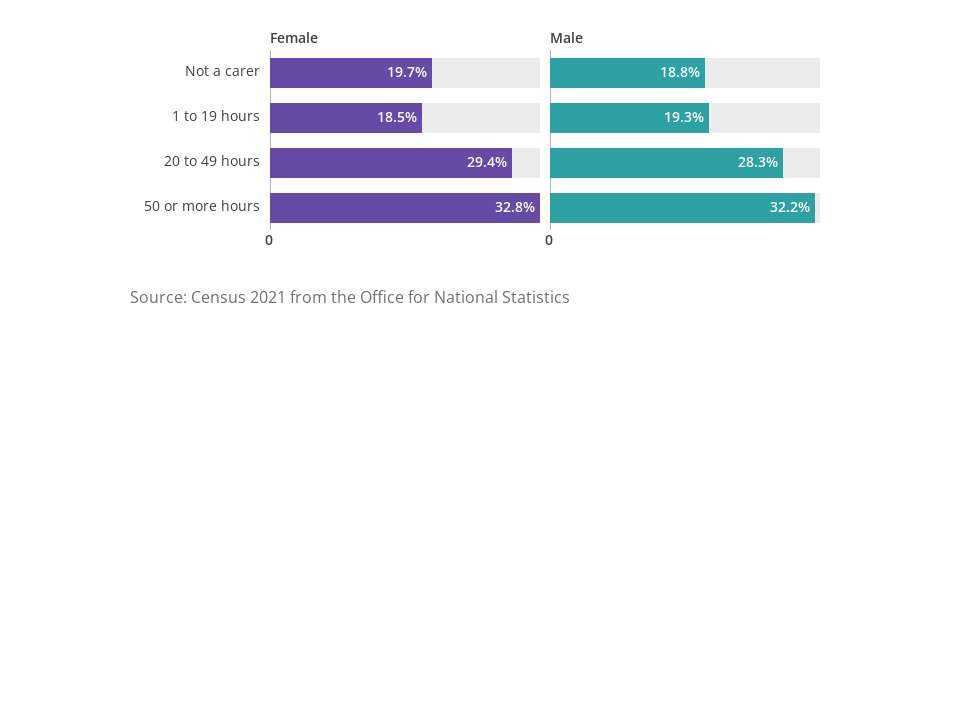 Female Male
Not a carer 19.7% 18.8%
1 to 19 hours 18.5% 19.3%
20 to 49 hours 29.4% 28.3%
50 or more hours 32.8% 32.2%
0 0
Source: Census 2021 from the Office for National Statistics